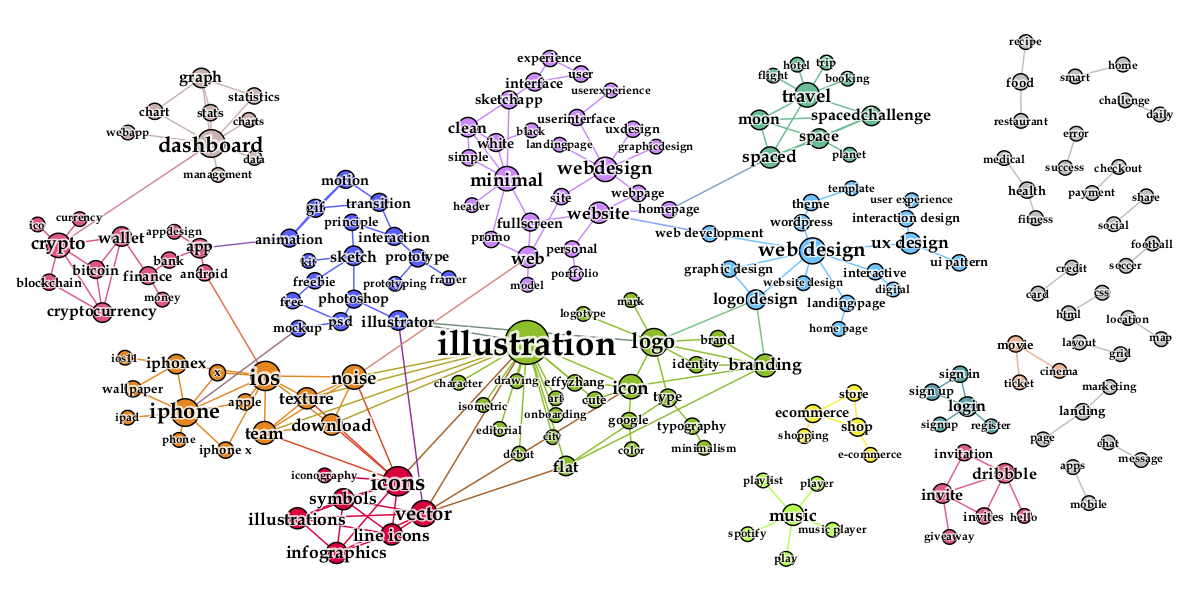 graph
chart
stats
statistics
charts
webapp
dashboard
data
management
experience
interface
user
userexperience
sketchapp
clean
white
black
userinterface
landingpage
uxdesign
graphicdesign
simple
minimal
webdesign
header
site
webpage
website
homepage
fullscreen
promo
web
personal
portfolio
model
flight
hotel
trip
booking
travel
moon
spacedchallenge
space
spaced
planet
recipe
food
restaurant
smart
home
challenge
daily
error
success
medical
health
fitness
checkout
payment
share
social
football
soccer
credit
card
css
html
location
map
layout
grid
movie
cinema
ticket
marketing
landing
page
chat
message
apps
mobile
ico
currency
crypto
wallet
appdesign
app
bitcoin
bank
finance
android
blockchain
money
cryptocurrency
motion
gif
transition
principle
interaction
animation
kit
sketch
prototype
freebie
prototyping
framer
free
photoshop
mockup
psd
illustrator
template
theme
user experience
wordpress
interaction design
web development
web design
ux design
ui pattern
graphic design
website design
interactive
digital
logo design
landing page
home page
mark
logotype
illustration
logo
brand
identity
branding
character
drawing
effyzhang
icon
isometric
art
cute
type
onboarding
google
editorial
city
typography
debut
flat
color
minimalism
ios11
iphonex
x
ios
noise
wallpaper
apple
texture
ipad
iphone
team
download
phone
iphone x
iconography
icons
symbols
illustrations
vector
line icons
infographics
store
ecommerce
shop
shopping
e-commerce
sign in
sign up
login
signup
register
invitation
dribbble
invite
invites
hello
giveaway
playlist
player
music
spotify
music player
play